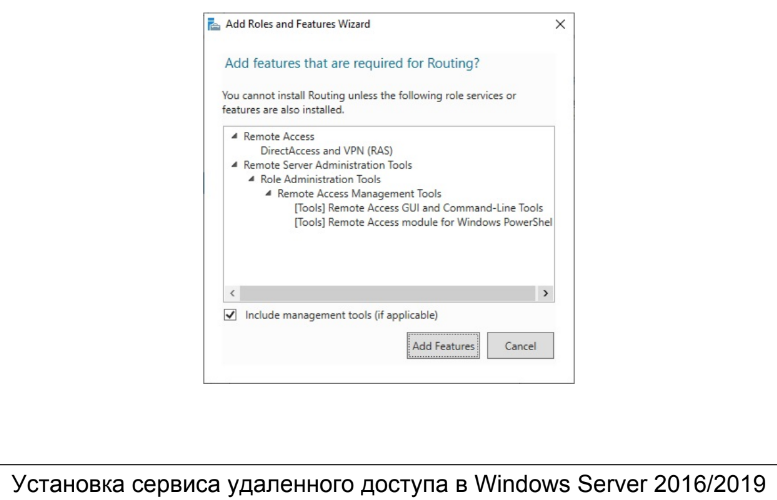 Add Roles and Features Wizard
Add features that are required for Routing?
You cannot install Routing unless the following role services or
features are also installed.
Remote Access
DirectAccess and VPN (RAS)
Remote Server Administration Tools
Role Administration Tools
Remote Access Management Tools
[Tools] Remote Access GUI and Command-Line Tools
[Tools] Remote Access module for Windows PowerShel
Include management tools (if applicable)
Add Features
Cancel
Установка сервиса удаленного доступа в Windows Server 2016/2019